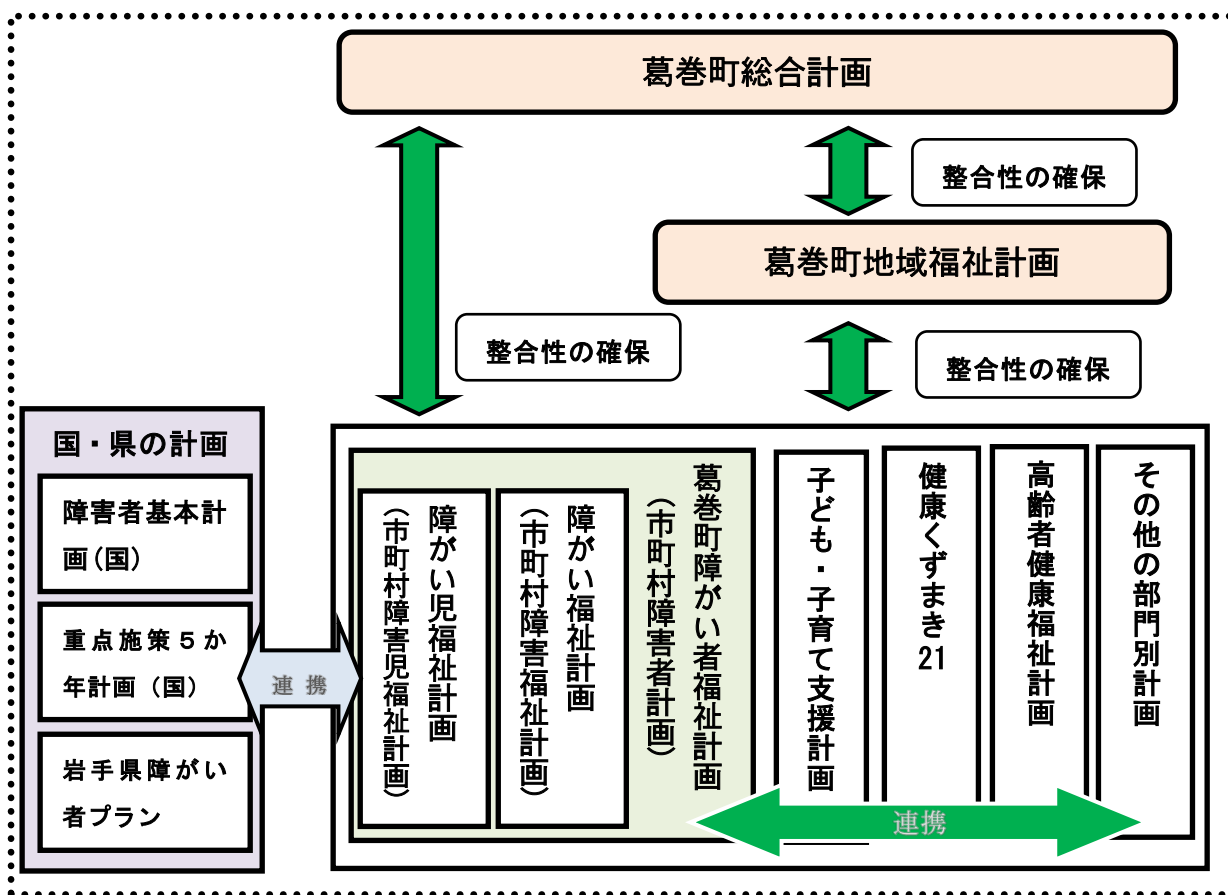 葛巻町総合計画
整合性の確保
葛巻町地域福祉計画
整合性の確保
整合性の確保
国・県の計画
障害者基本計
画(国)
重点施策５か
年計画（国）
岩手県障がい
者プラン
連 携
葛巻町障がい者福祉計画
（市町村障害者計画）
障がい福祉計画
（市町村障害福祉計画）
障がい児福祉計画
（市町村障害児福祉計画）
子ども・子育て支援計画
健康くずまき21
高齢者健康福祉計画
その他の部門別計画
連携